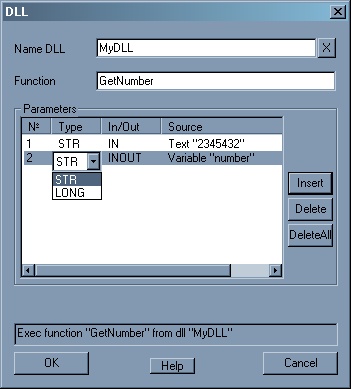 DLL
Name DLL MyDLL X
Function GetNumber
Parameters
Nº Type In/Out Source
1 STR IN Text "2345432"
2 STR INOUT Variable "number"
STR
LONG
Insert
Delete
DeleteAll
Exec function "GetNumber" from dll "MyDLL"
OK Help Cancel